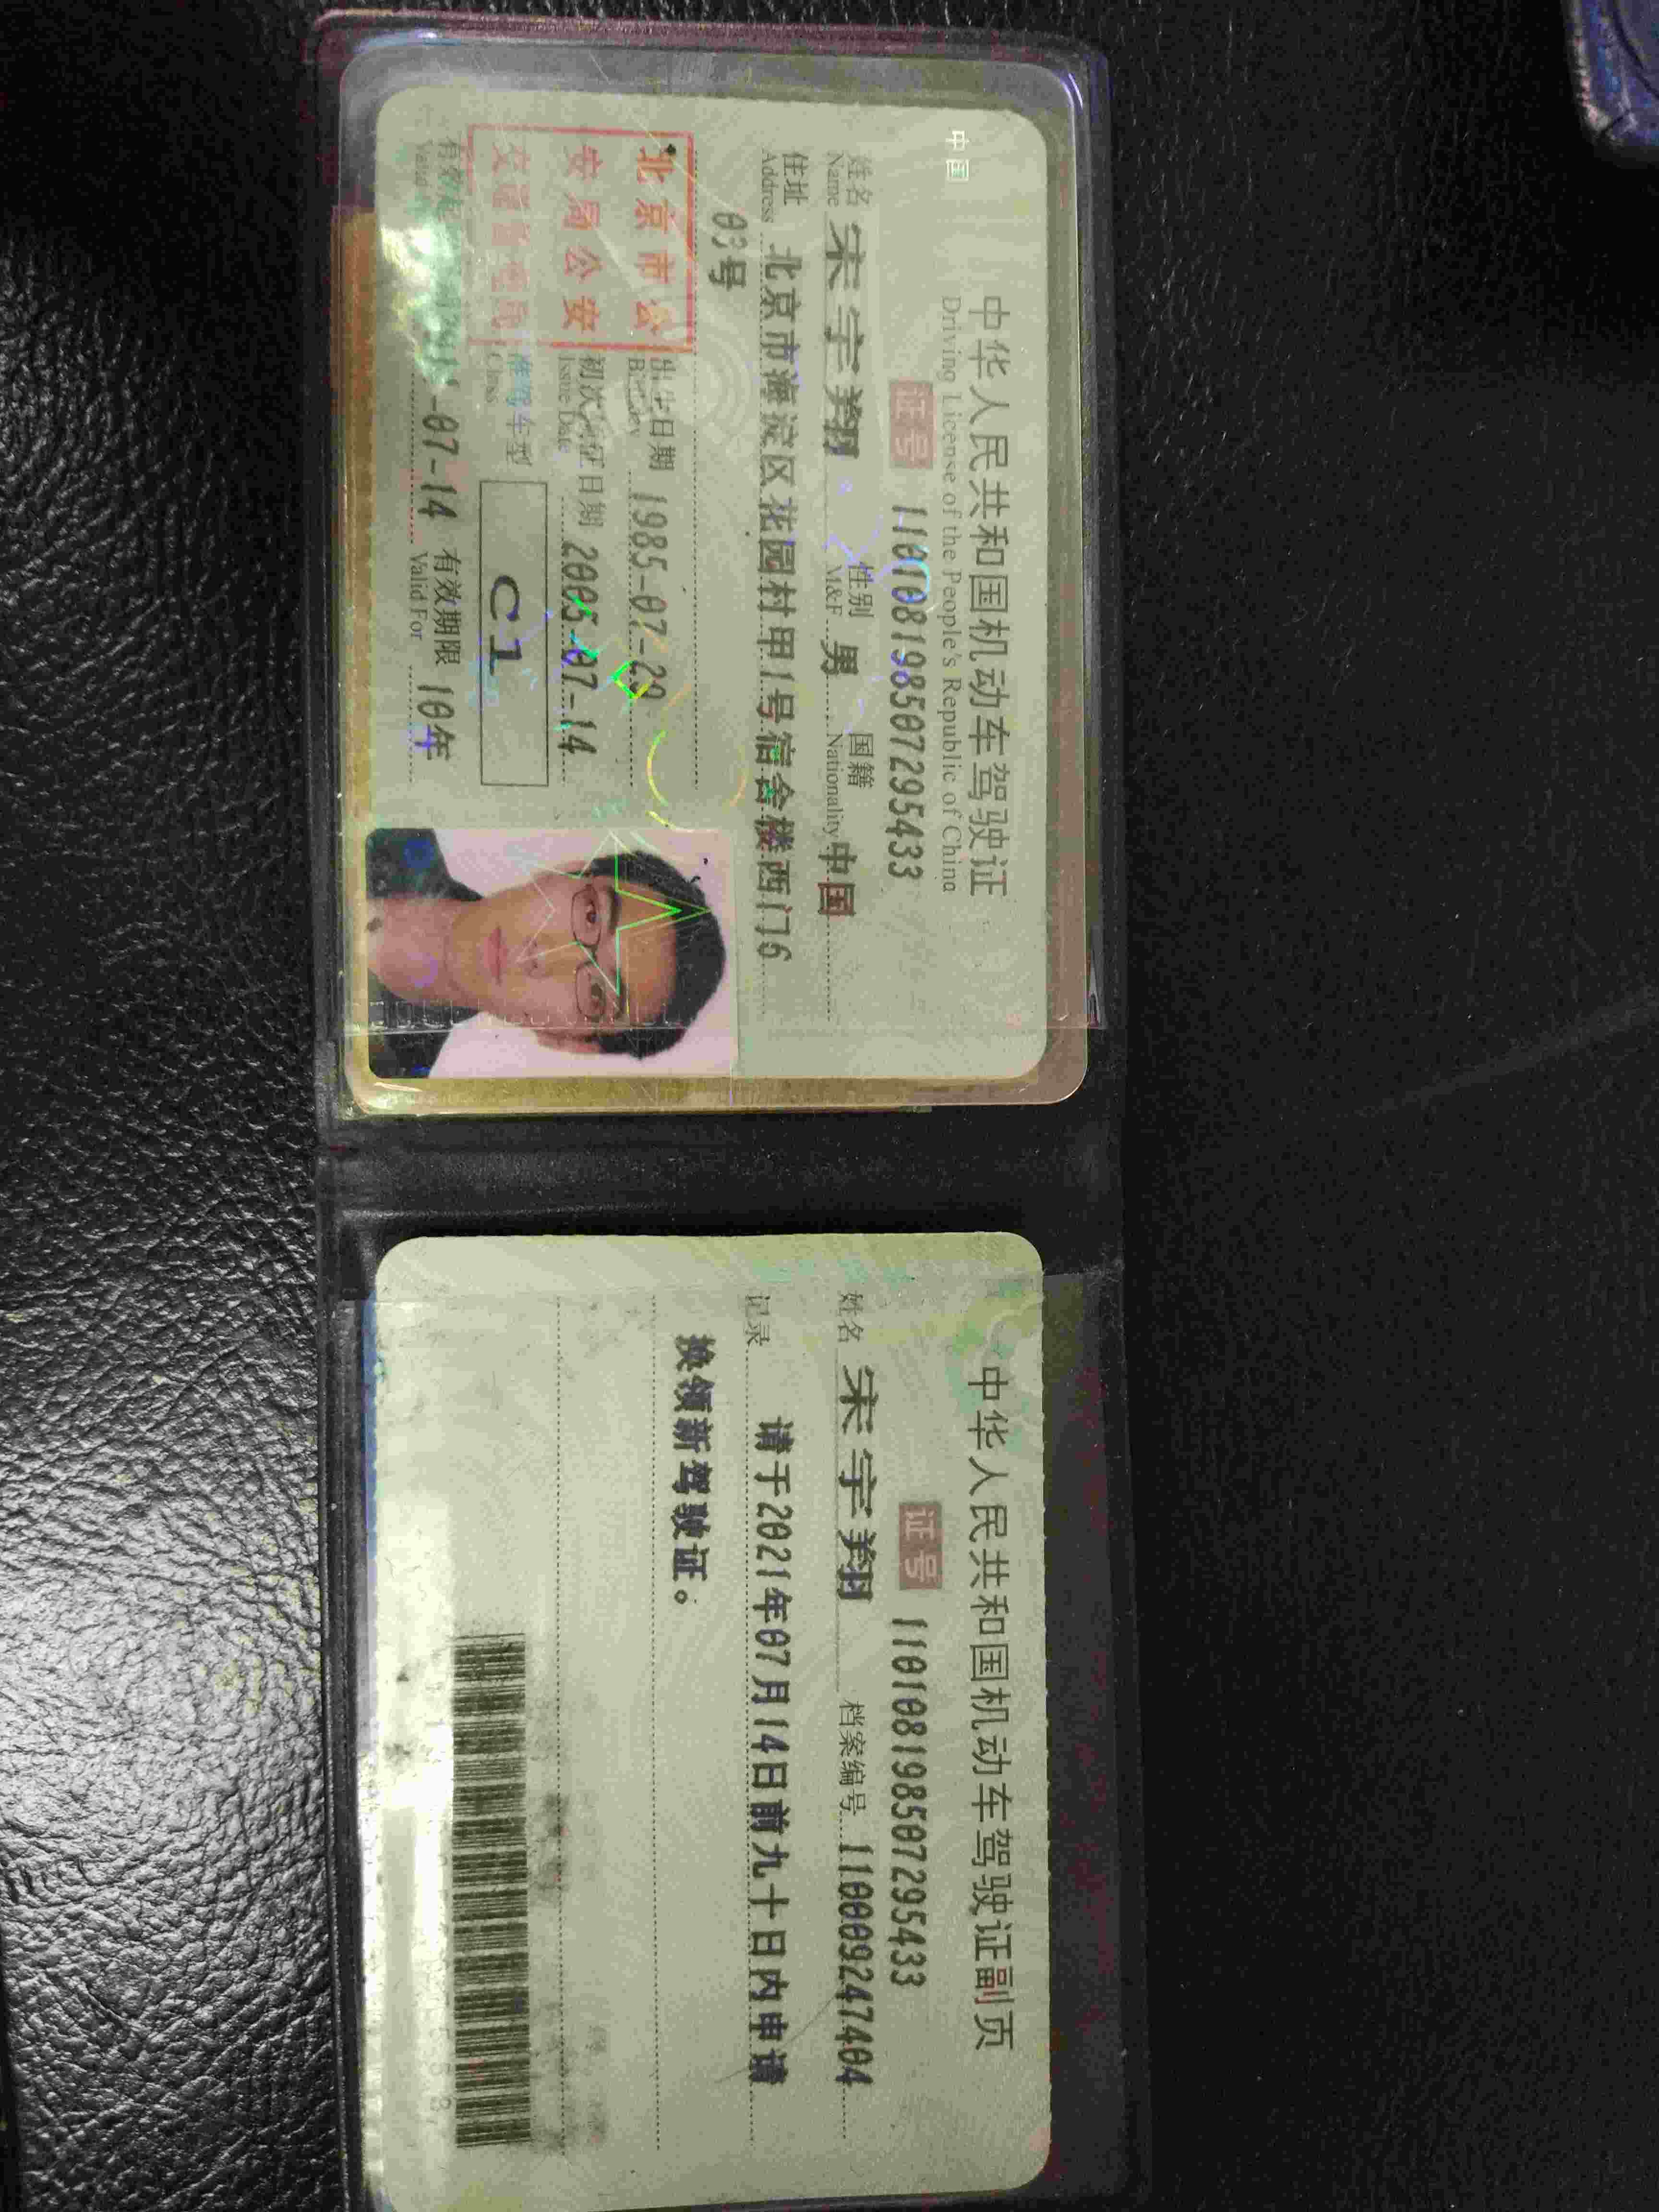 中国
中华人民共和国机动车驾驶证
Driving License of the People's Republic of China
证号 110108198507295433
姓名 宋宇翔 性别 男 国籍 中国
Name M&F Nationality
住址 北京市海淀区花园村甲1号宿舍楼西门6
Address
03号
北京市公
安局公安
交通管理局
出生日期 1985-07-29
初次领证日期 2005-07-14
Issue Date
准驾车型 C1
Class
-07-14 有效期限 10年
Valid For
中华人民共和国机动车驾驶证副页
证号 110108198507295433
姓名 宋宇翔 档案编号 110009247404
记录 请于2021年07月14日前九十日内申请
换领新驾驶证。